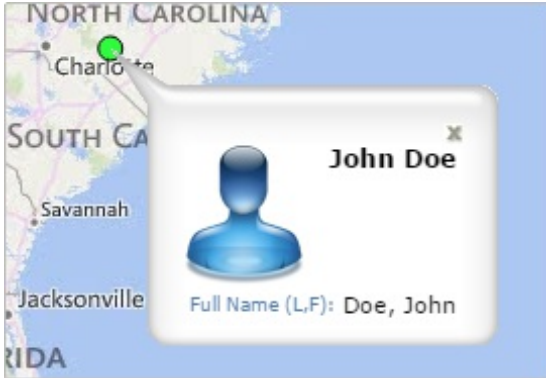 NORTH CAROLINA
Charlotte
SOUTH CA
x
John Doe
Savannah
Jacksonville
Full Name (L,F): Doe, John
RIDA